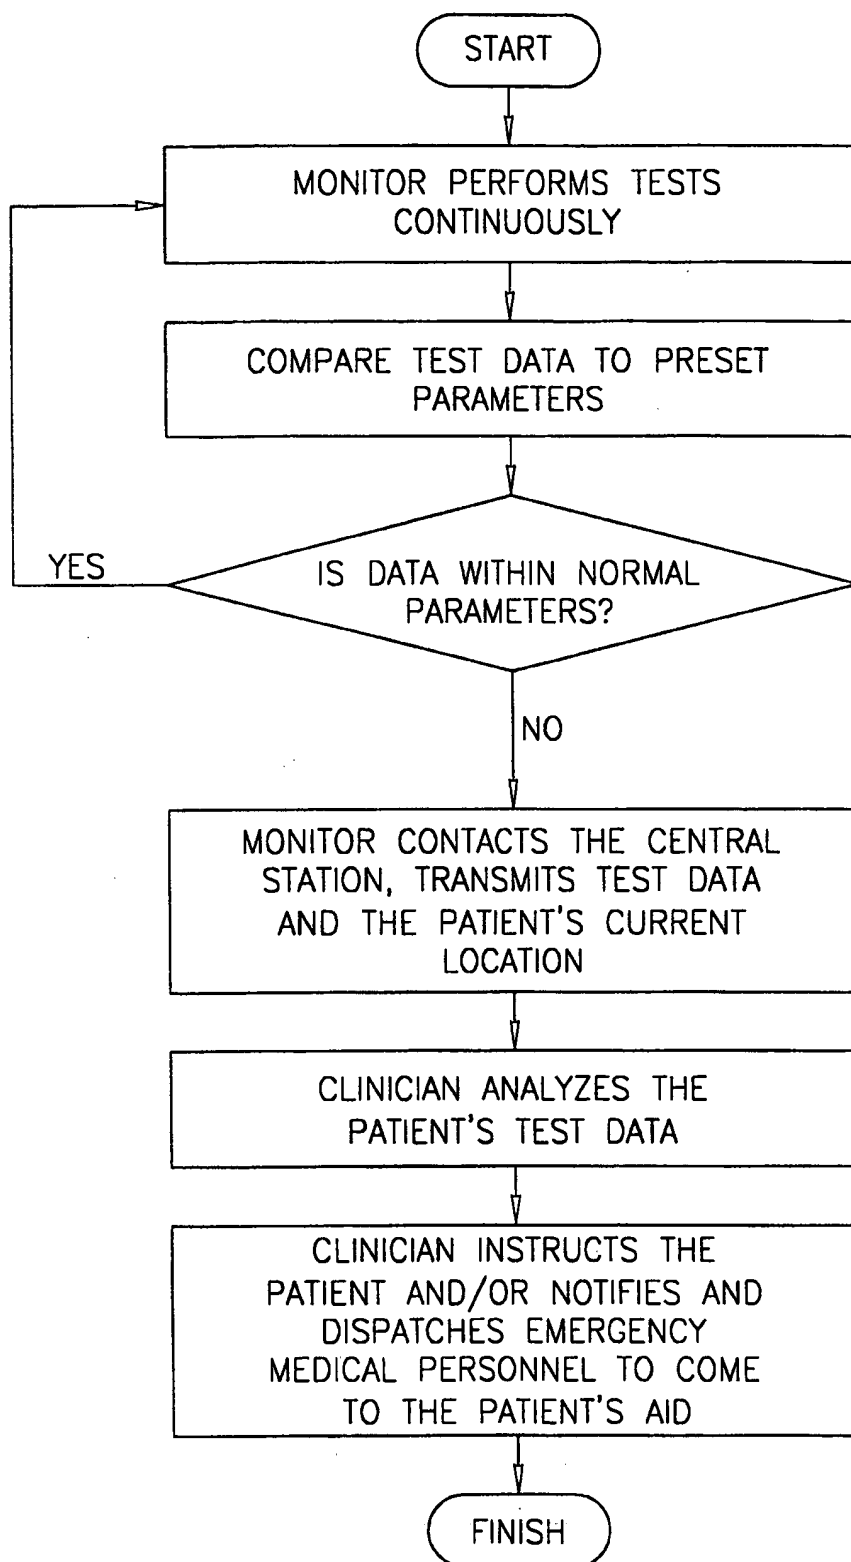 START
MONITOR PERFORMS TESTS
CONTINUOUSLY
COMPARE TEST DATA TO PRESET
PARAMETERS
IS DATA WITHIN NORMAL
PARAMETERS?
YES
NO
MONITOR CONTACTS THE CENTRAL
STATION, TRANSMITS TEST DATA
AND THE PATIENT'S CURRENT
LOCATION
CLINICIAN ANALYZES THE
PATIENT'S TEST DATA
CLINICIAN INSTRUCTS THE
PATIENT AND/OR NOTIFIES AND
DISPATCHES EMERGENCY
MEDICAL PERSONNEL TO COME
TO THE PATIENT'S AID
FINISH